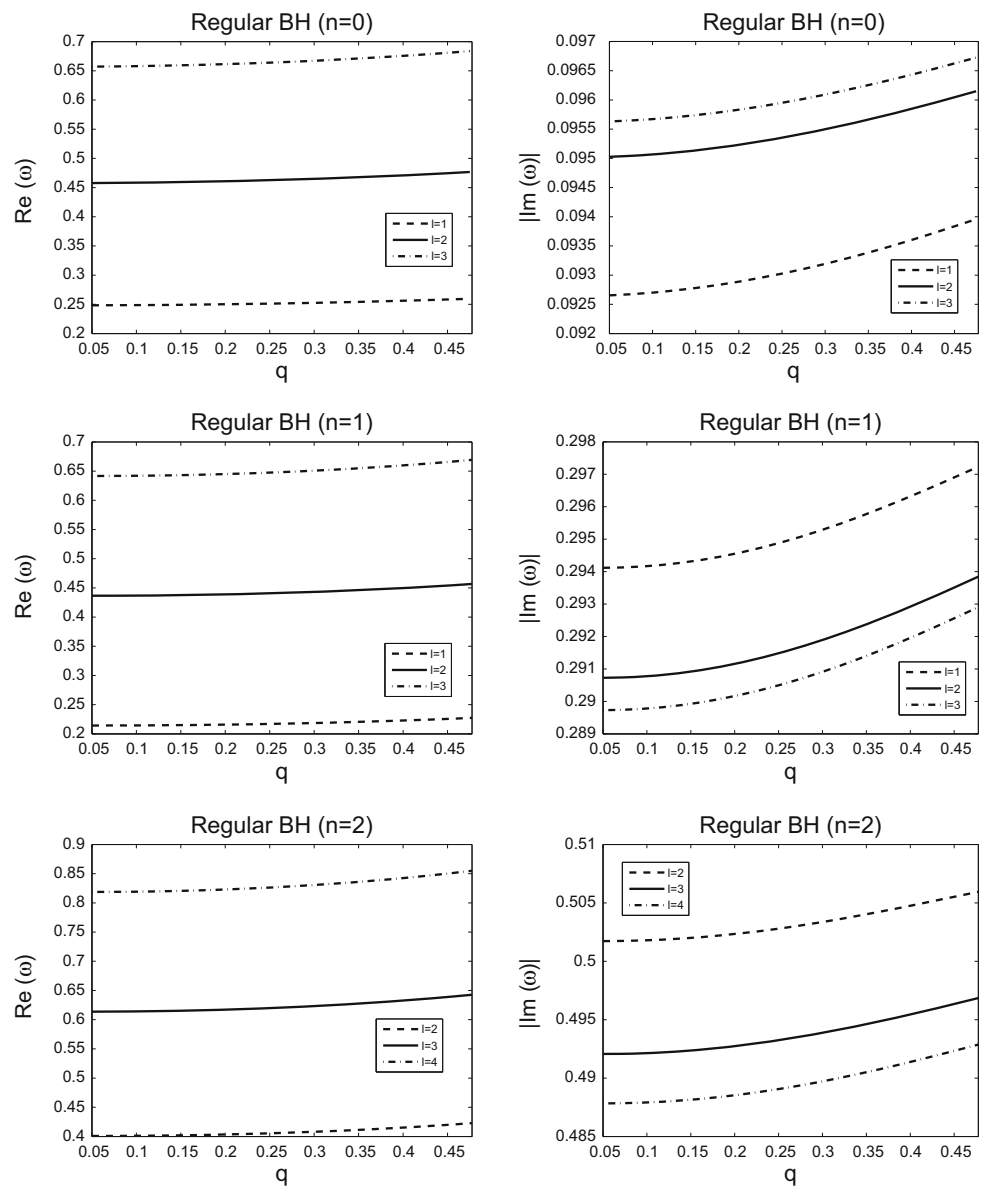 Regular BH (n=0)
0.7
0.65
0.6
0.55
0.5
0.45
0.4
0.35
0.3
0.25
0.2
Re (ω)
l=1
l=2
l=3
0.05 0.1 0.15 0.2 0.25 0.3 0.35 0.4 0.45
q
Regular BH (n=0)
0.097
0.0965
0.096
0.0955
0.095
0.0945
0.094
0.0935
0.093
0.0925
0.092
|Im (ω)|
l=1
l=2
l=3
0.05 0.1 0.15 0.2 0.25 0.3 0.35 0.4 0.45
q
Regular BH (n=1)
0.7
0.65
0.6
0.55
0.5
0.45
0.4
0.35
0.3
0.25
0.2
Re (ω)
l=1
l=2
l=3
0.05 0.1 0.15 0.2 0.25 0.3 0.35 0.4 0.45
q
Regular BH (n=1)
0.298
0.297
0.296
0.295
0.294
0.293
0.292
0.291
0.29
0.289
|Im (ω)|
l=1
l=2
l=3
0.05 0.1 0.15 0.2 0.25 0.3 0.35 0.4 0.45
q
Regular BH (n=2)
0.9
0.85
0.8
0.75
0.7
0.65
0.6
0.55
0.5
0.45
0.4
Re (ω)
l=2
l=3
l=4
0.05 0.1 0.15 0.2 0.25 0.3 0.35 0.4 0.45
q
Regular BH (n=2)
0.51
0.505
0.5
0.495
0.49
0.485
|Im (ω)|
l=2
l=3
l=4
0.05 0.1 0.15 0.2 0.25 0.3 0.35 0.4 0.45
q